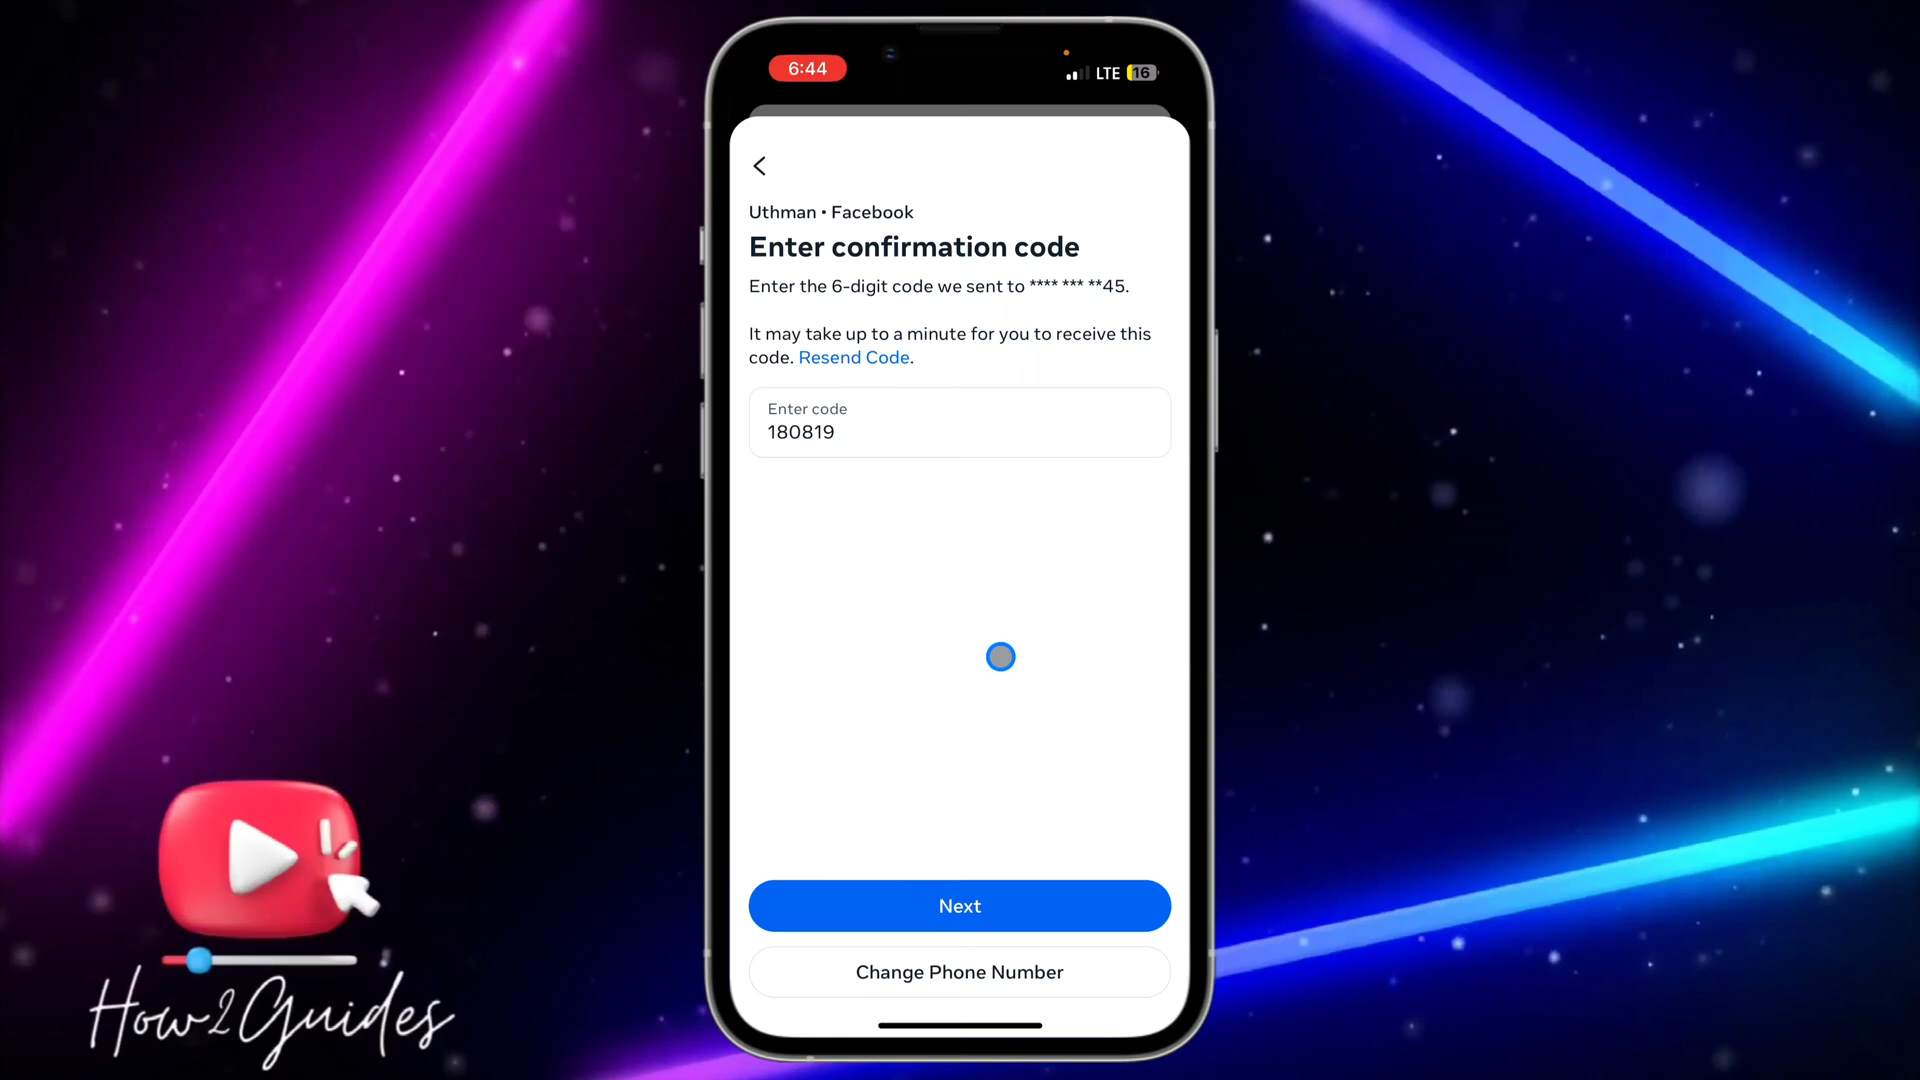 6:44
LTE 16
Uthman • Facebook
Enter confirmation code
Enter the 6-digit code we sent to **** *** **45.
It may take up to a minute for you to receive this
code. Resend Code.
Enter code
180819
Next
Change Phone Number
How2Guides